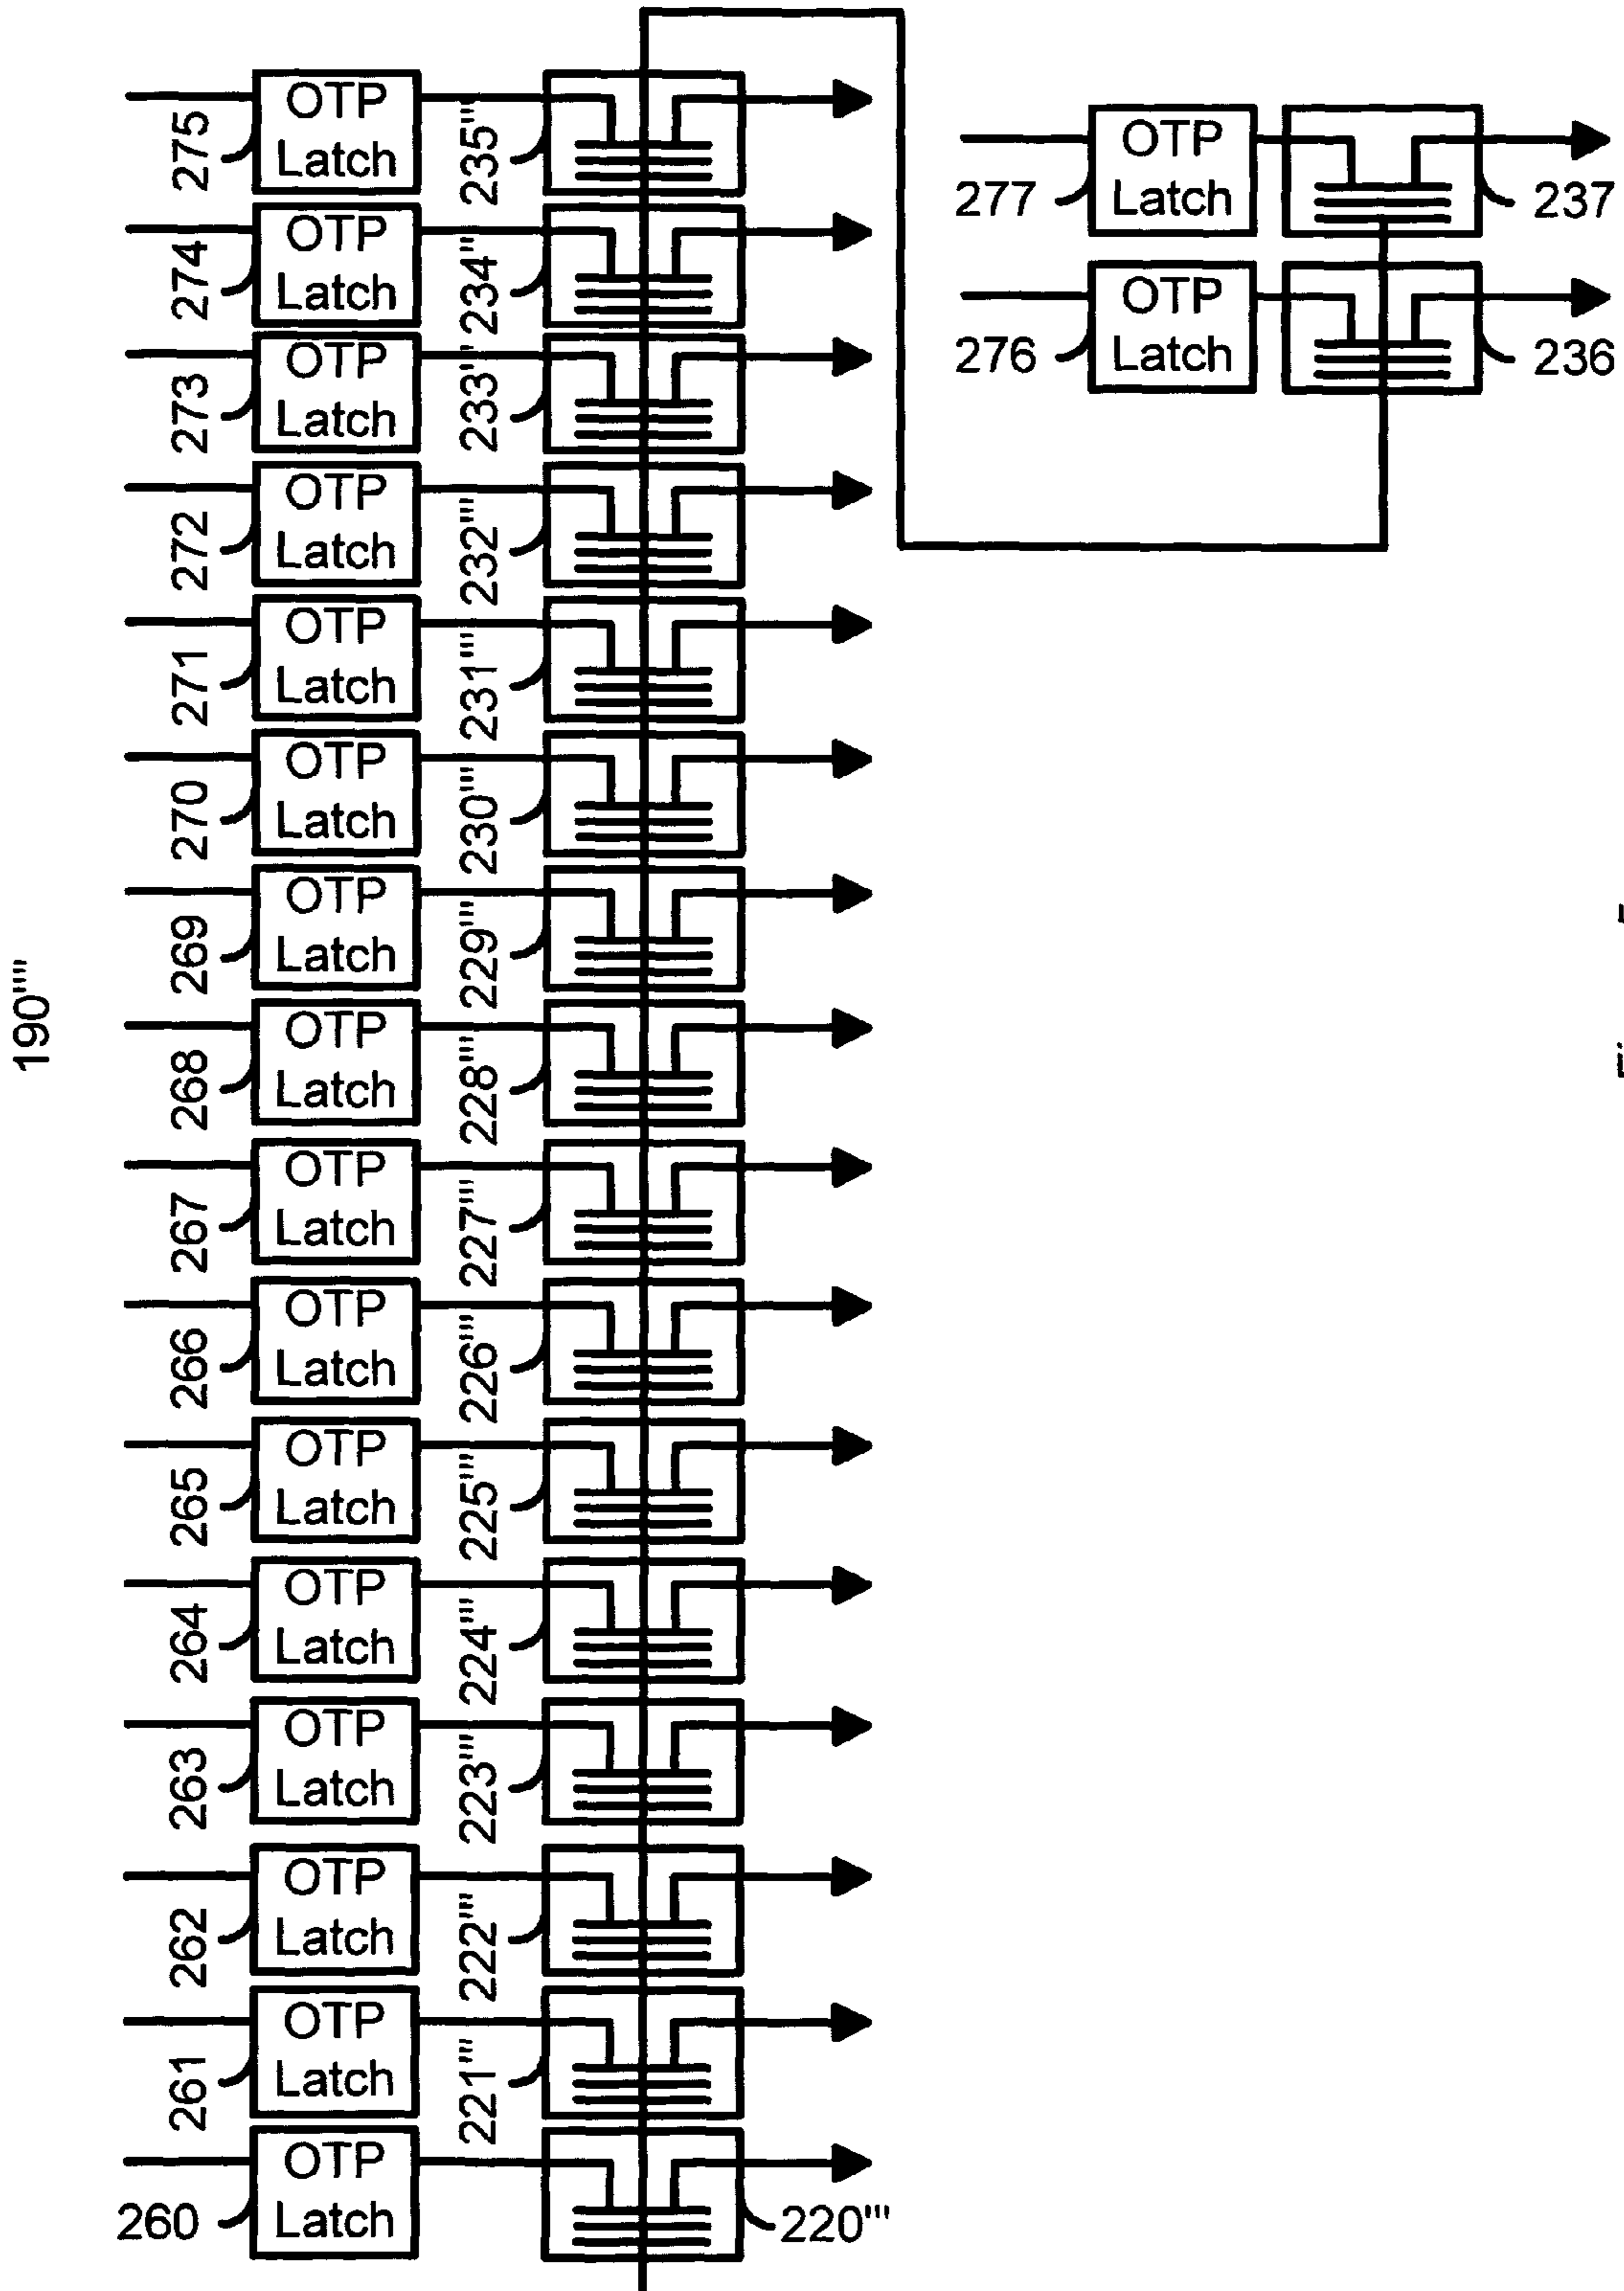 190''''
275
OTP
Latch
235''
274
OTP
Latch
234''
273
OTP
Latch
233''
272
OTP
Latch
232'''
271
OTP
Latch
231'''
270
OTP
Latch
230'''
269
OTP
Latch
229'''
268
OTP
Latch
228'''
267
OTP
Latch
227'''
266
OTP
Latch
226'''
265
OTP
Latch
225'''
264
OTP
Latch
224'''
263
OTP
Latch
223'''
262
OTP
Latch
222'''
261
OTP
Latch
221'''
260
OTP
Latch
220'''
277
OTP
Latch
237
276
OTP
Latch
236